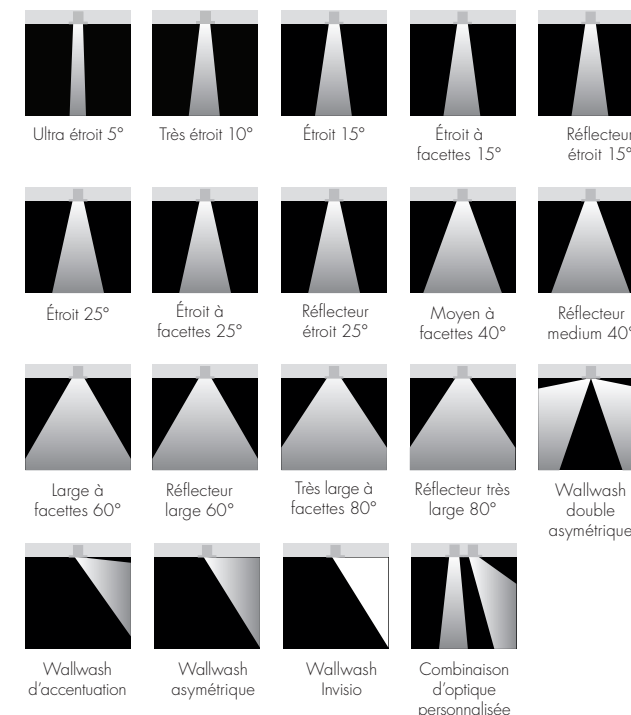 Ultra étroit 5°
Très étroit 10°
Étroit 15°
Étroit à
facettes 15°
Réflecteur
étroit 15°
Étroit 25°
Étroit à
facettes 25°
Réflecteur
étroit 25°
Moyen à
facettes 40°
Réflecteur
medium 40°
Large à
facettes 60°
Réflecteur
large 60°
Très large à
facettes 80°
Réflecteur très
large 80°
Wallwash
double
asymétrique
Wallwash
d'accentuation
Wallwash
asymétrique
Wallwash
Invisio
Combinaison
d'optique
personnalisée